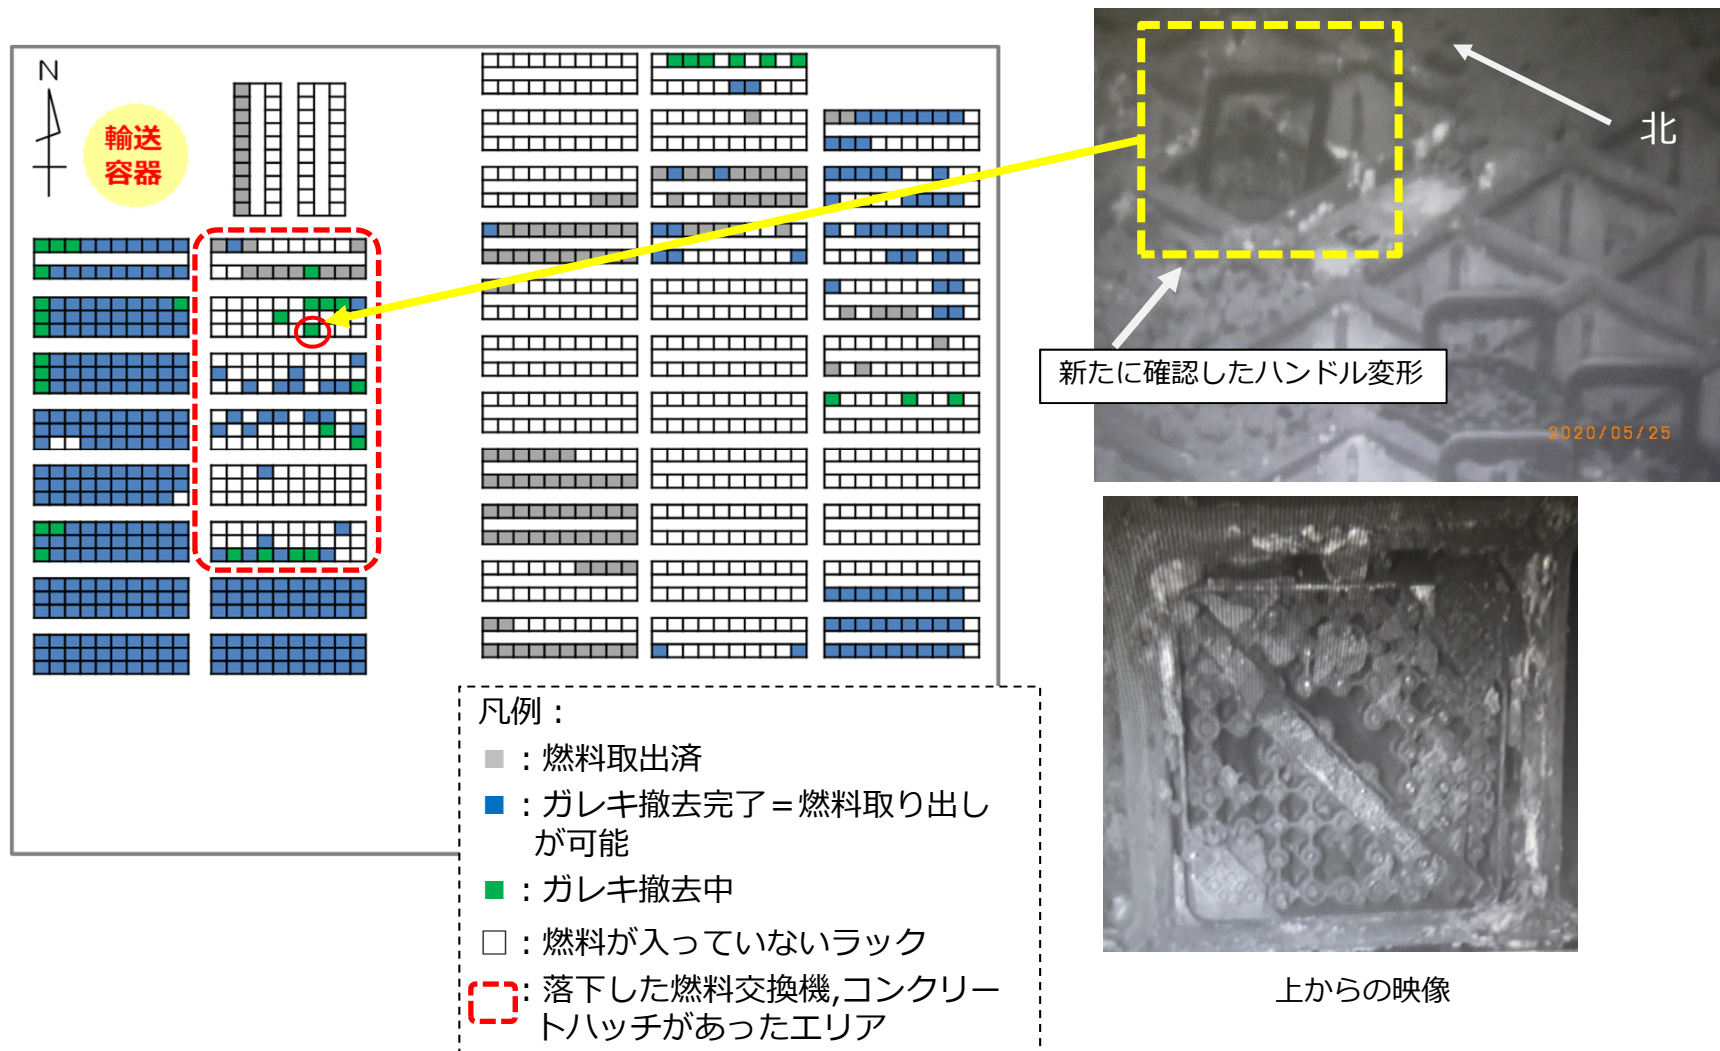 N
輸送
容器
北
新たに確認したハンドル変形
2020/05/25
上からの映像
凡例：
■：燃料取出済
■：ガレキ撤去完了＝燃料取り出し
が可能
■：ガレキ撤去中
□：燃料が入っていないラック
：落下した燃料交換機,コンクリー
トハッチがあったエリア